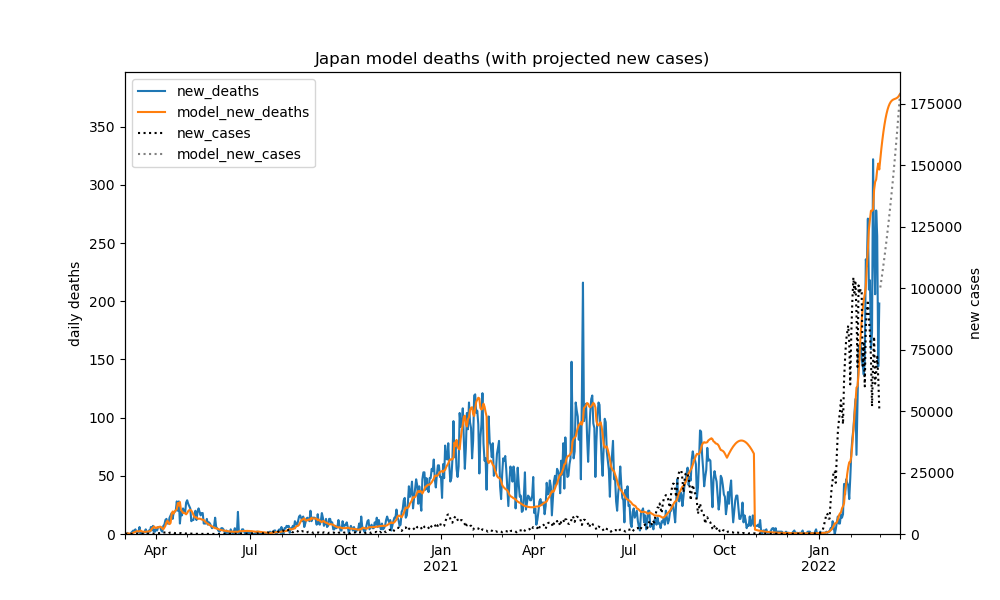 Japan model deaths (with projected new cases)
new_deaths
model_new_deaths
new_cases
model_new_cases
daily deaths
350
300
250
200
150
100
50
0
new cases
175000
150000
125000
100000
75000
50000
25000
0
Apr Jul Oct Jan Apr Jul Oct Jan
2021 2022